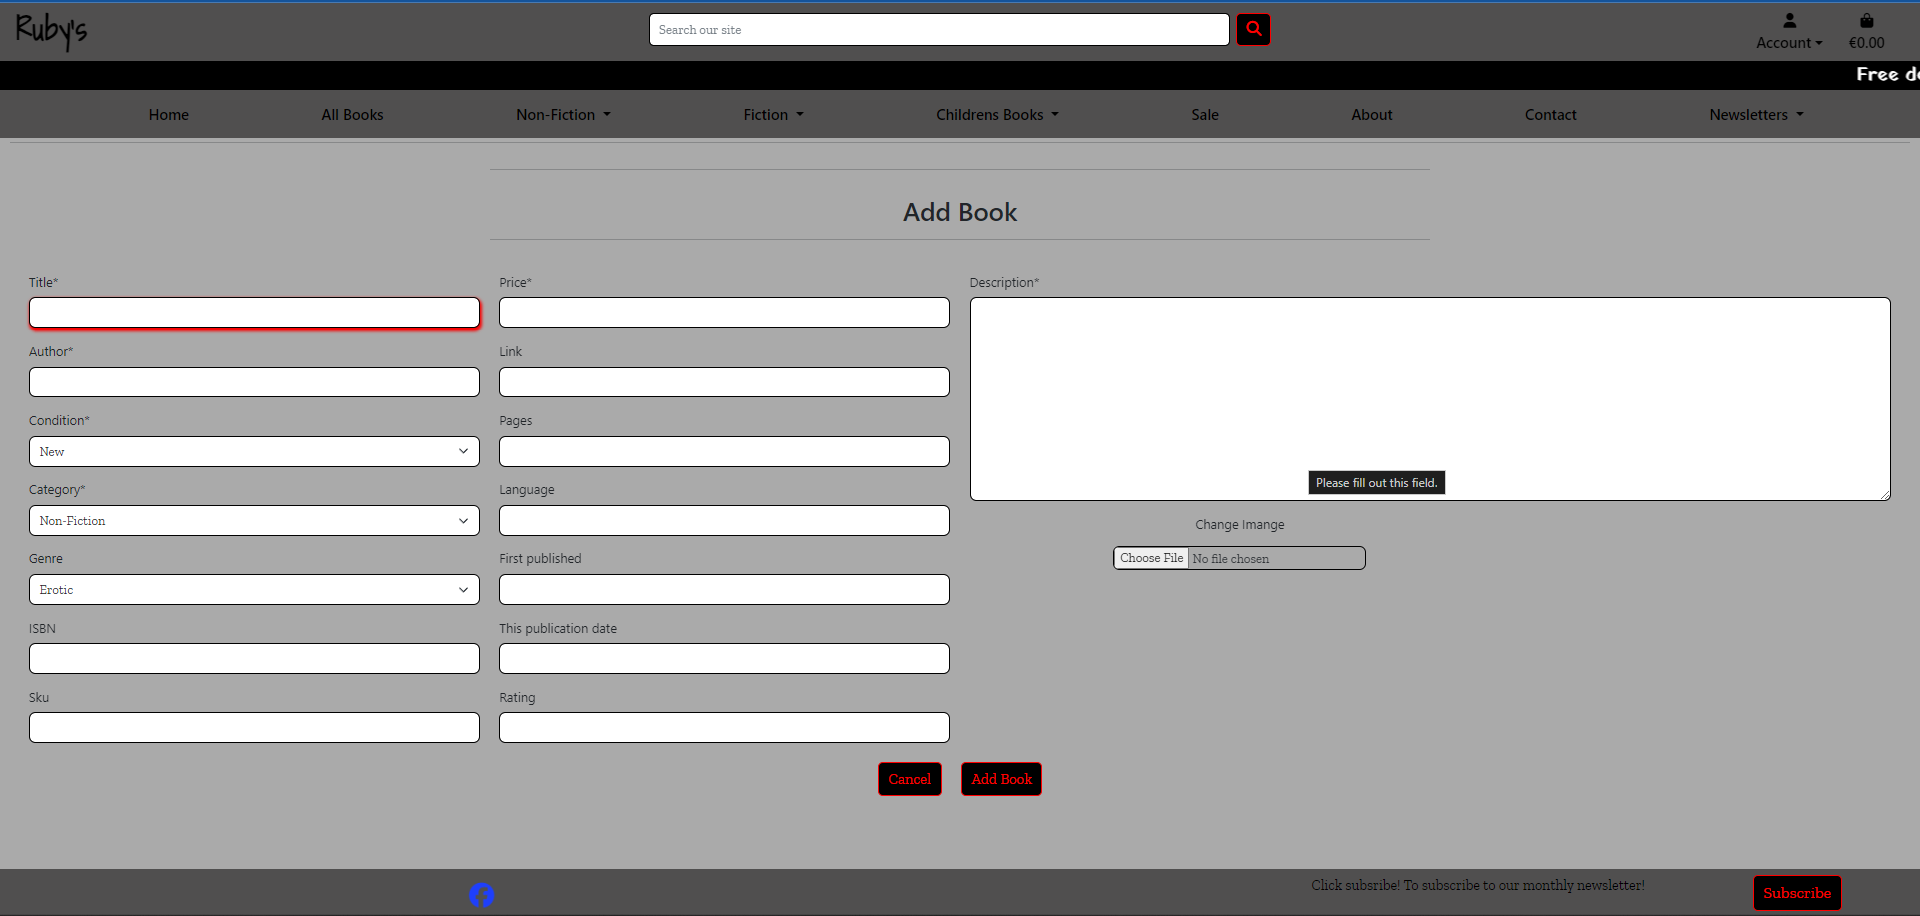 Ruby's
Search our site
Account
€0.00
Free d
Home
All Books
Non-Fiction
Fiction
Childrens Books
Sale
About
Contact
Newsletters
Add Book
Title*
Price*
Description*
Author*
Link
Condition*
Pages
New
Category*
Language
Please fill out this field.
Non-Fiction
Change Imange
Genre
First published
Choose File No file chosen
Erotic
ISBN
This publication date
Sku
Rating
Cancel
Add Book
Click subsribe! To subscribe to our monthly newsletter!
Subscribe